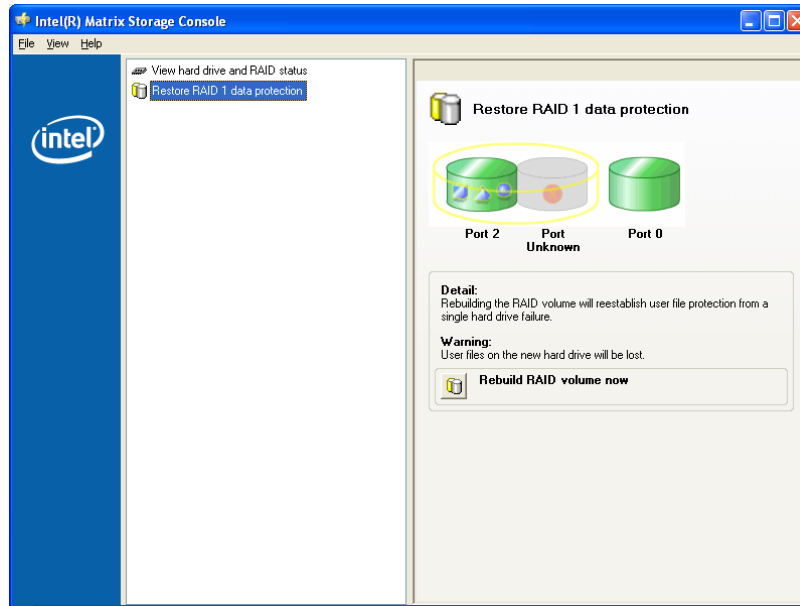 Intel(R) Matrix Storage Console
File View Help
View hard drive and RAID status
Restore RAID 1 data protection
intel
Restore RAID 1 data protection
Port 2 Port Unknown Port 0
Detail:
Rebuilding the RAID volume will reestablish user file protection from a
single hard drive failure.
Warning:
User files on the new hard drive will be lost.
Rebuild RAID volume now